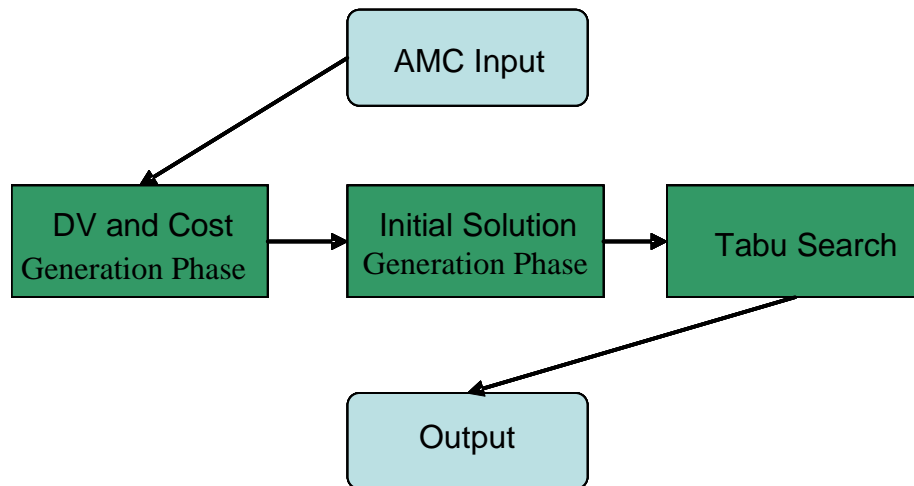 AMC Input
DV and Cost
Generation Phase
Initial Solution
Generation Phase
Tabu Search
Output